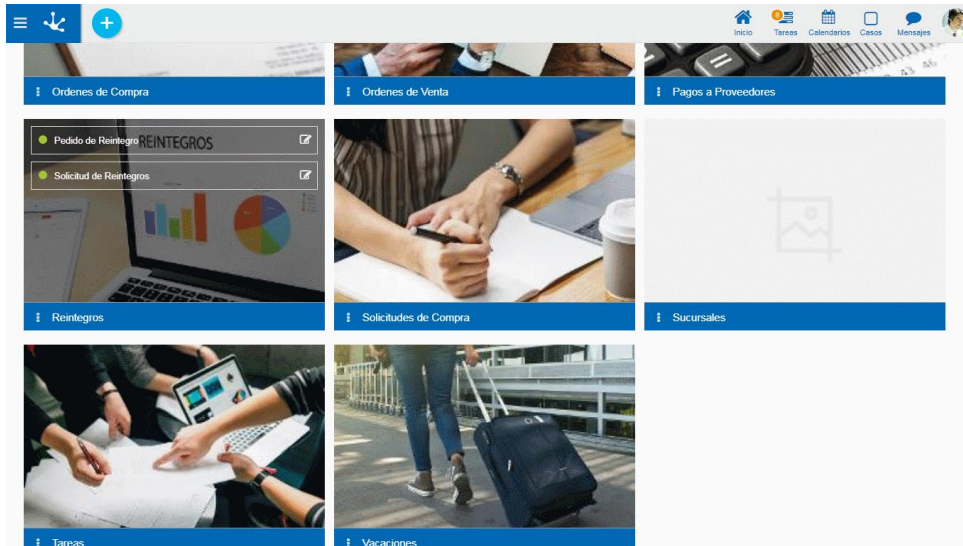 Inicio
Tareas
Calendarios
Casos
Mensajes
Ordenes de Compra
Ordenes de Venta
Pagos a Proveedores
Pedido de Reintegro
REINTEGROS
Solicitud de Reintegros
Reintegros
Solicitudes de Compra
Sucursales
Tareas
Vacaciones